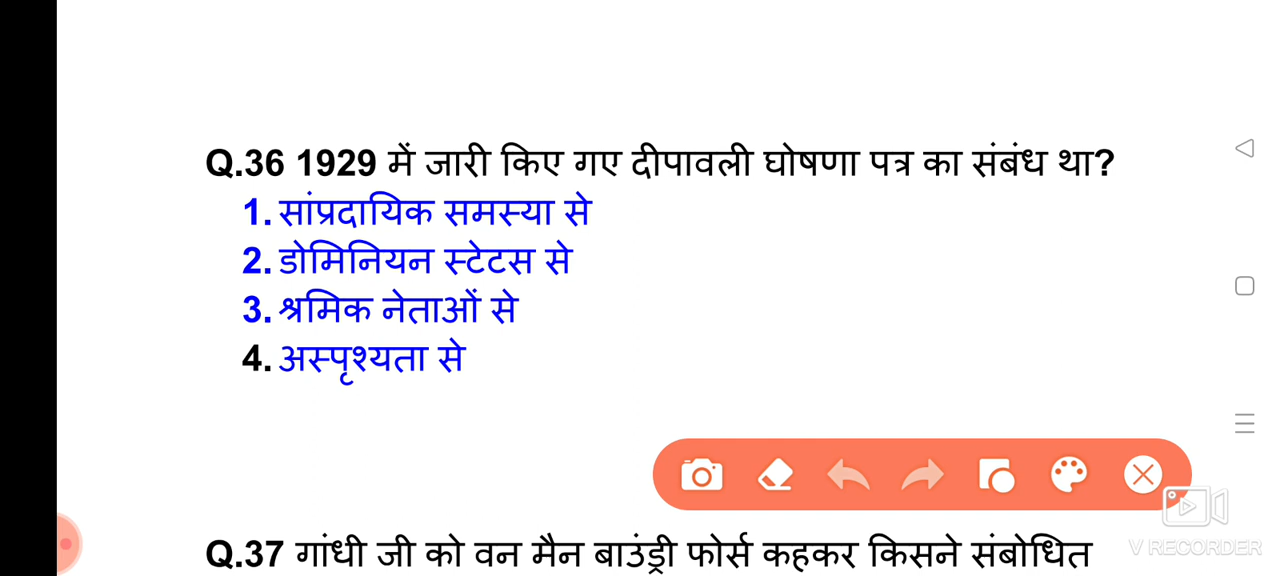 Q.36 1929 में जारी किए गए दीपावली घोषणा पत्र का संबंध था?
1. सांप्रदायिक समस्या से
2. डोमिनियन स्टेटस से
3. श्रमिक नेताओं से
4. अस्पृश्यता से
Q.37 गांधी जी को वन मैन बाउंड्री फोर्स कहकर किसने संबोधित
V RECORDER